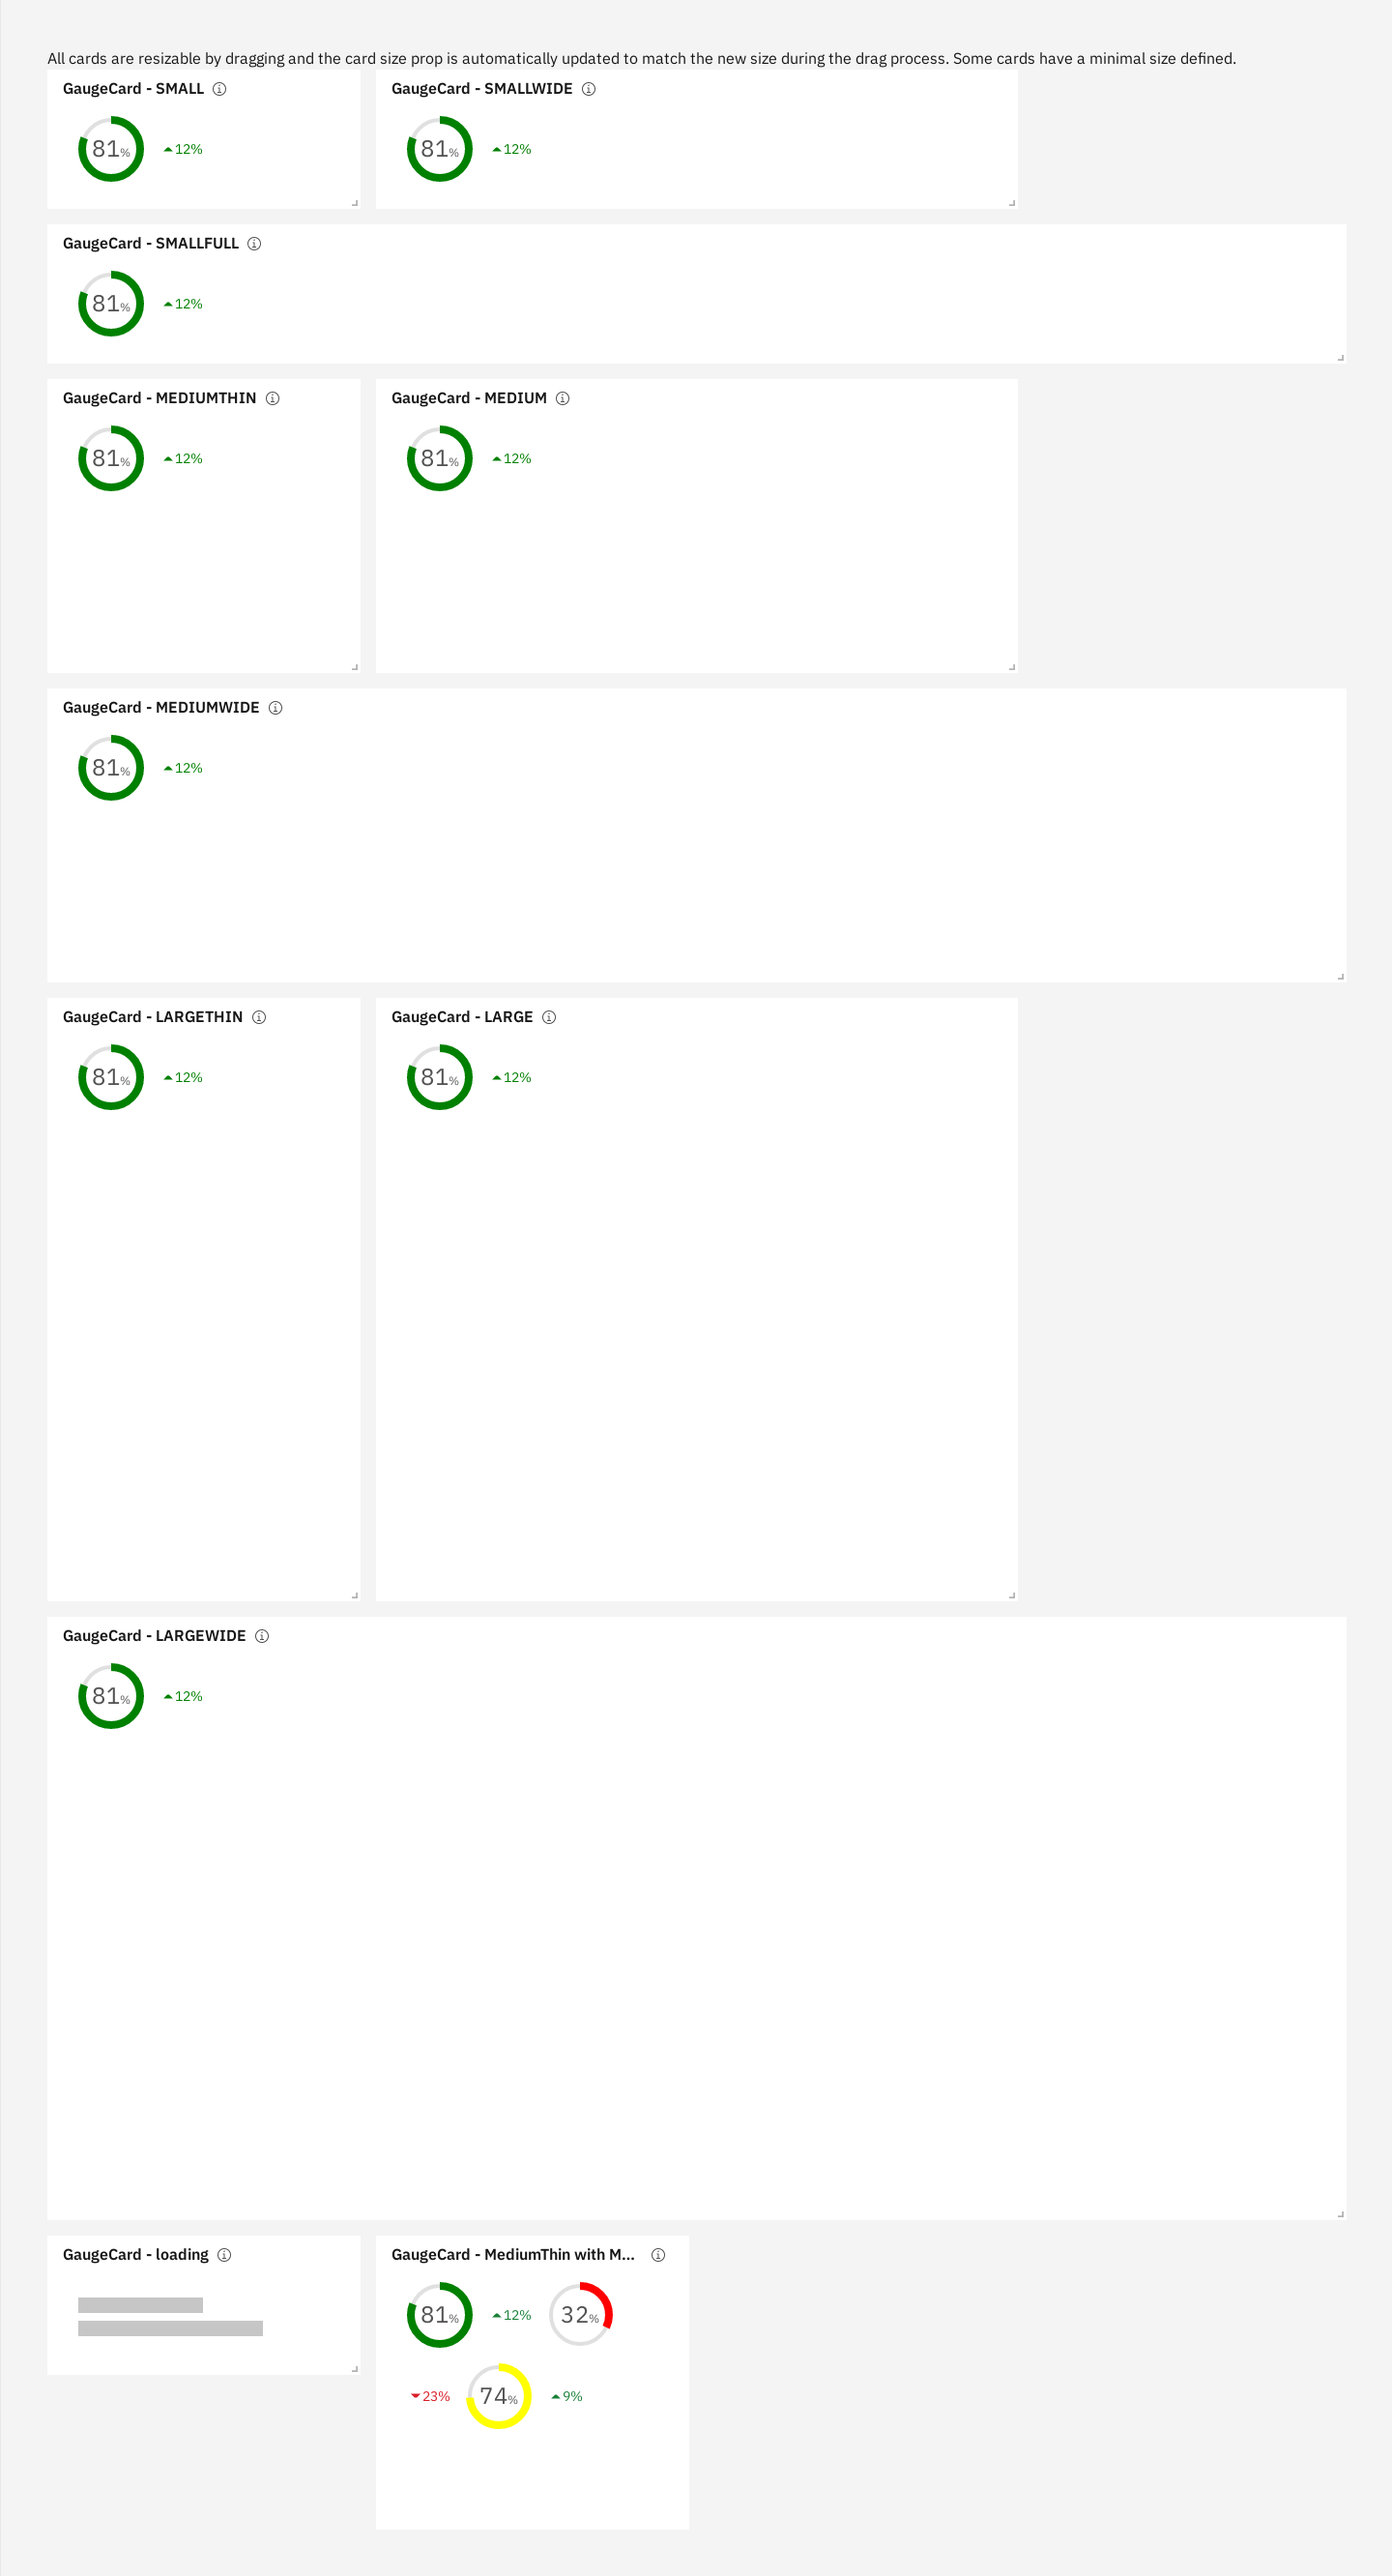 All cards are resizable by dragging and the card size prop is automatically updated to match the new size during the drag process. Some cards have a minimal size defined.
GaugeCard - SMALL
81%
12%
GaugeCard - SMALLWIDE
81%
12%
GaugeCard - SMALLFULL
81%
12%
GaugeCard - MEDIUMTHIN
81%
12%
GaugeCard - MEDIUM
81%
12%
GaugeCard - MEDIUMWIDE
81%
12%
GaugeCard - LARGETHIN
81%
12%
GaugeCard - LARGE
81%
12%
GaugeCard - LARGEWIDE
81%
12%
GaugeCard - loading
GaugeCard - MediumThin with M...
81%
12%
32%
23%
74%
9%